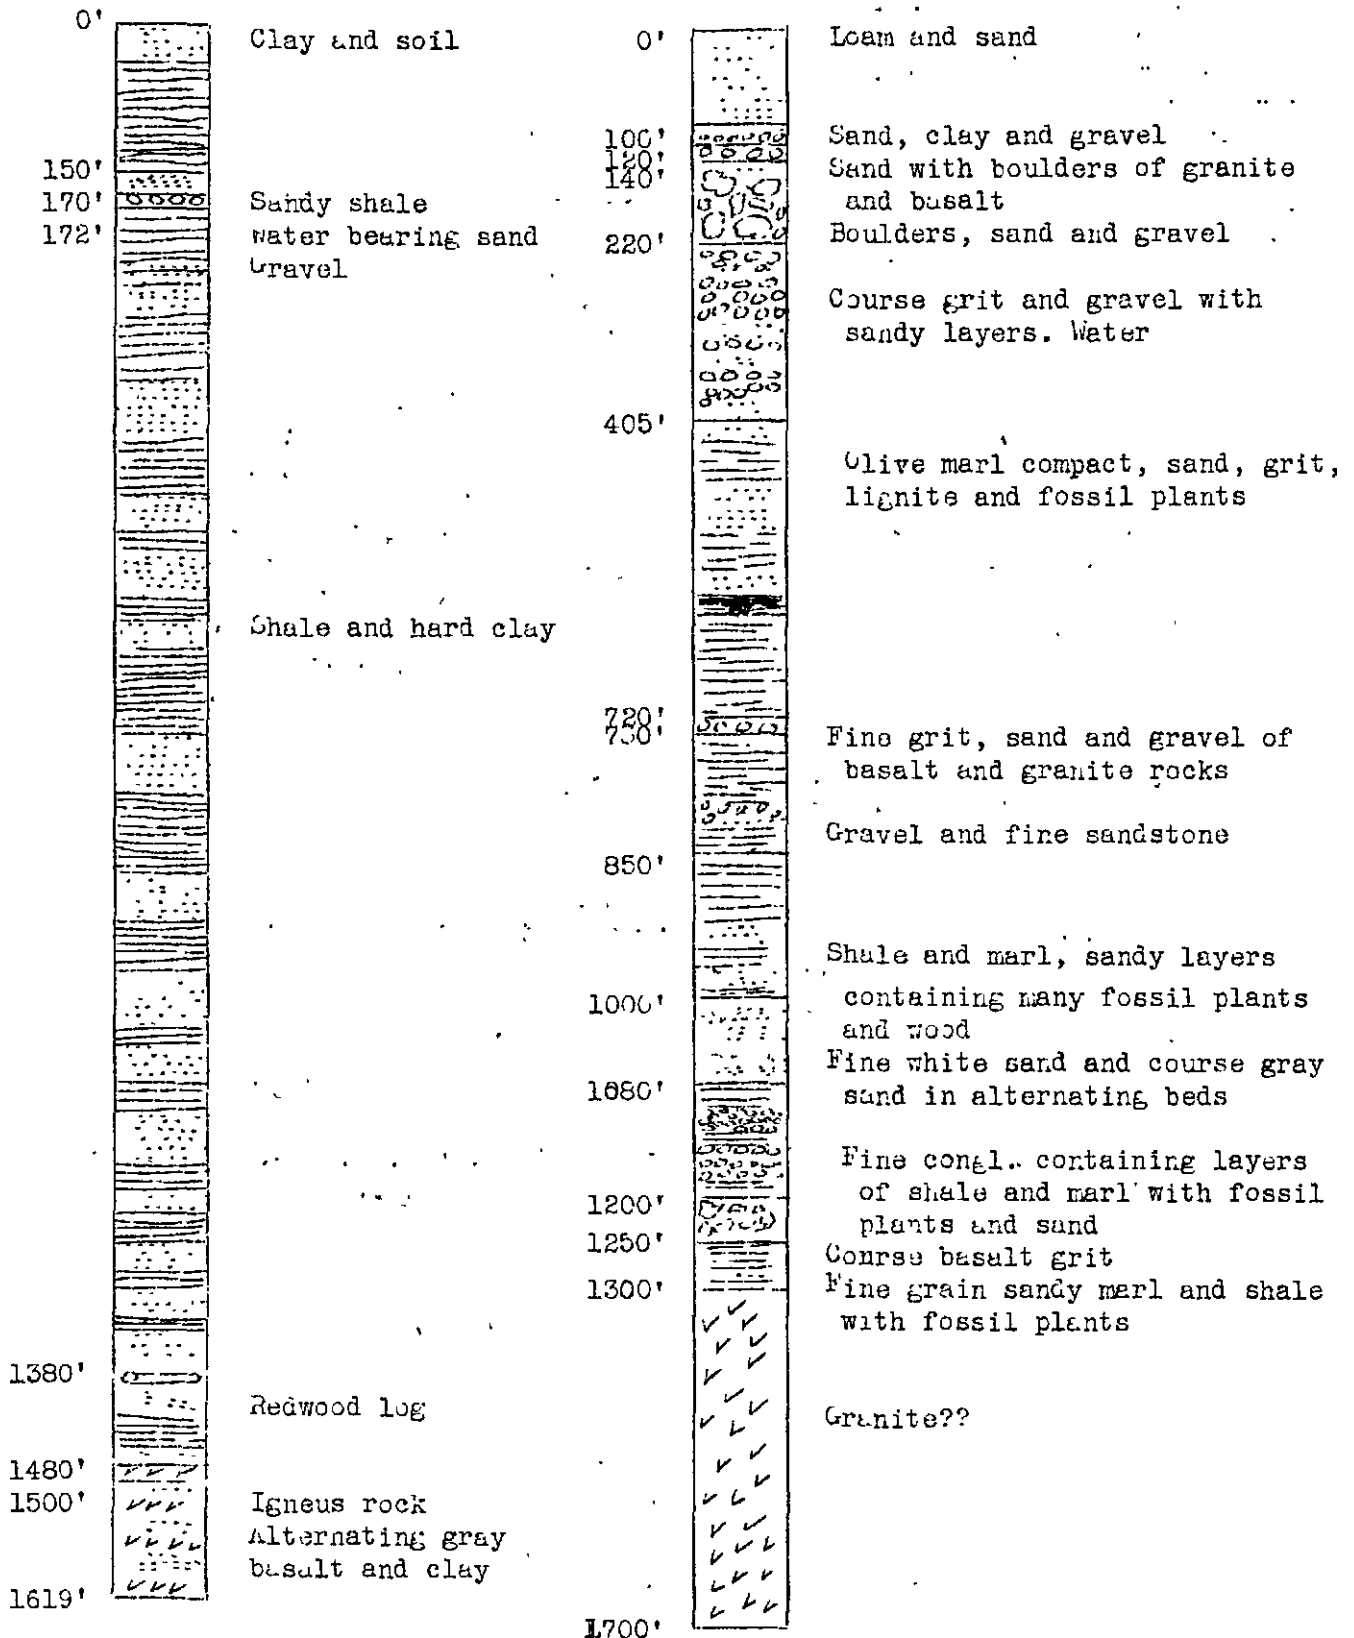 0'
Clay and soil
150'
170'
Sandy shale
172'
water bearing sand
Gravel
Shale and hard clay
1380'
Redwood log
1480'
1500'
Igneus rock
Alternating gray
basalt and clay
1619'
0'
Loam and sand
100'
Sand, clay and gravel
120'
140'
Sand with boulders of granite
and basalt
220'
Boulders, sand and gravel
Course grit and gravel with
sandy layers. Water
405'
Olive marl compact, sand, grit,
lignite and fossil plants
720'
730'
Fine grit, sand and gravel of
basalt and granite rocks
Gravel and fine sandstone
850'
Shale and marl, sandy layers
1000'
containing many fossil plants
and wood
Fine white sand and course gray
1080'
sand in alternating beds
Fine congl. containing layers
of shale and marl with fossil
1200'
plants and sand
1250'
Course basalt grit
1300'
Fine grain sandy marl and shale
with fossil plants
Granite??
1700'